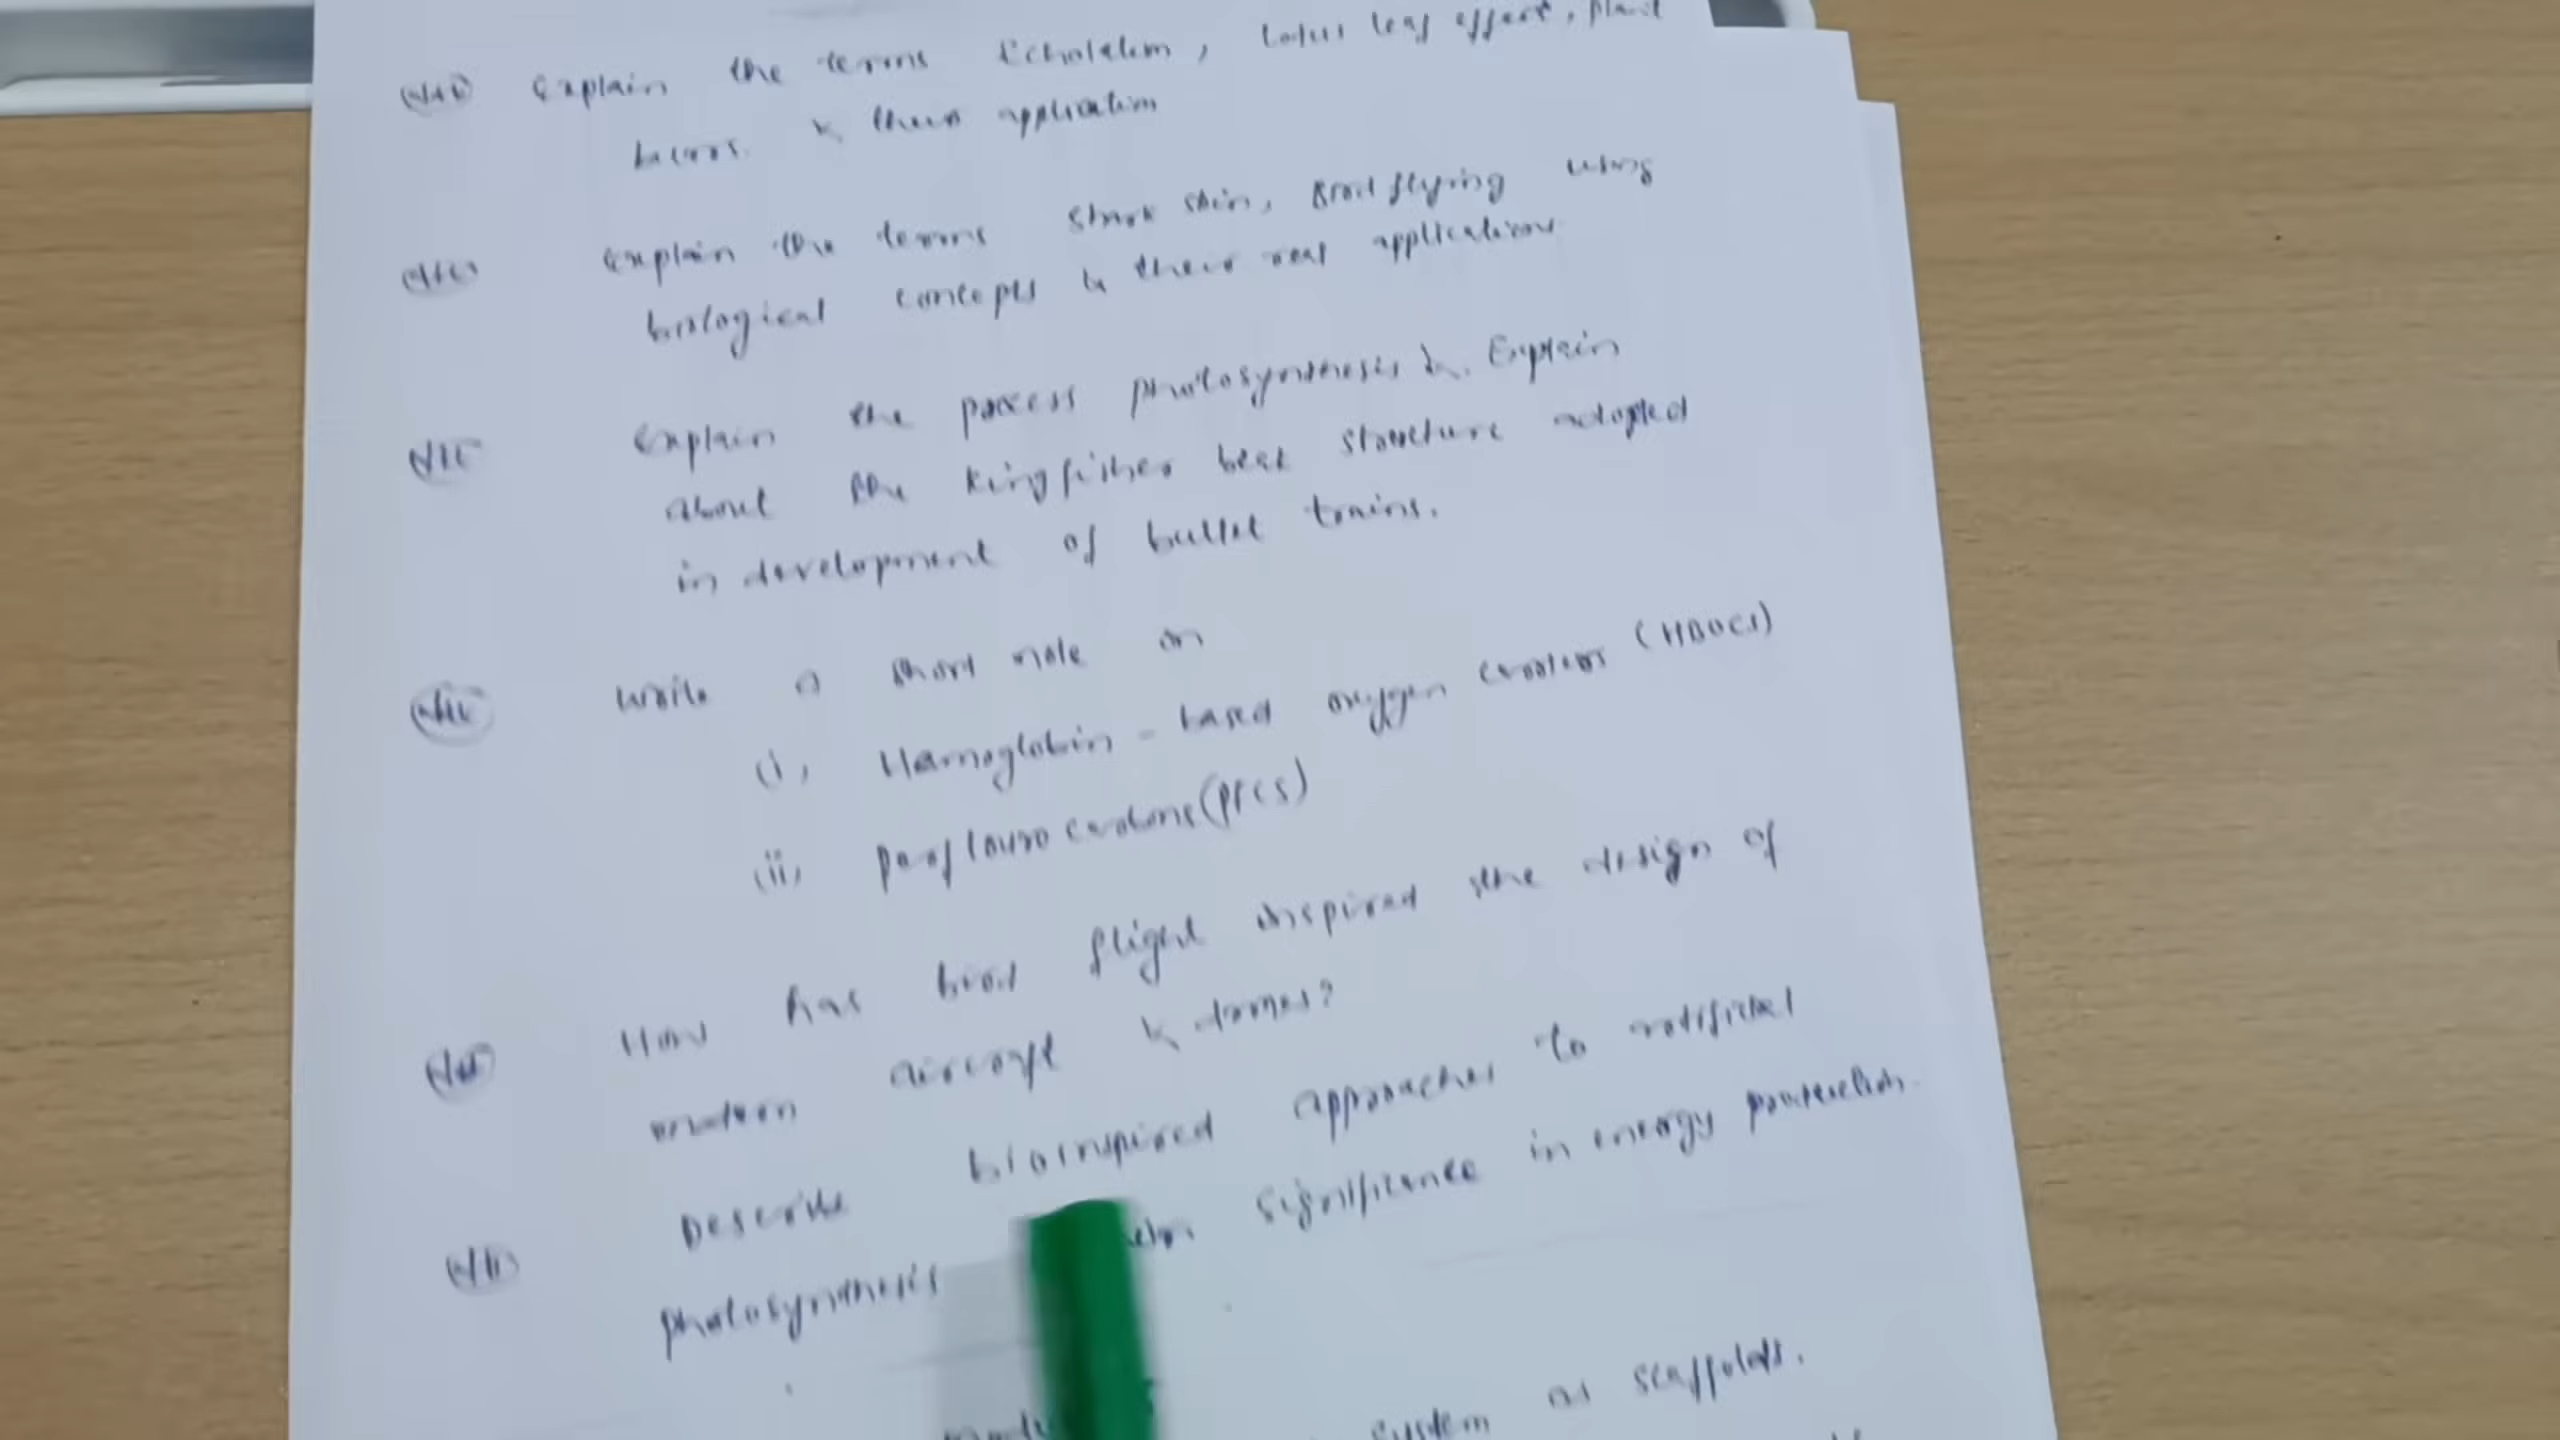 Explain the terms Echolation, Lotus leaf effect, plant
burrs. & their application
Explain the terms shark skin, Bird flying using
biological concepts & their real applications
Explain the process photosynthesis &. Explain
about the kingfisher beak structure adopted
in development of bullet trains.
Write a short note on
(i), Hamoglobin - based oxygen carriers (HBOCs)
(ii), perflouro carbons (PFCs)
How has bird flight inspired the design of
modern aircraft & drones?
Describe bioinspired approaches to artificial
photosynthesis significance in energy production.
system as scaffolds.